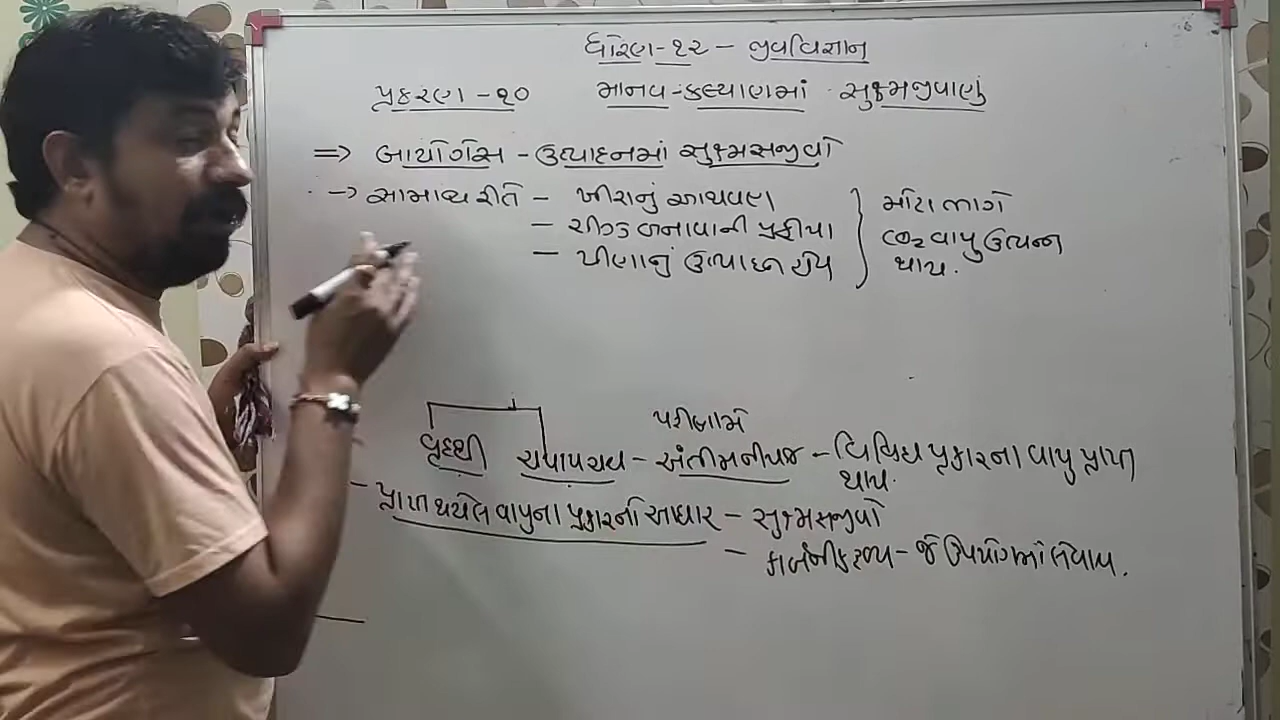 ધોરણ-૧૨ - જીવવિજ્ઞાન
પ્રકરણ -૧૦ માનવ-કલ્યાણમાં સુક્ષ્મજીવાણું
=> બાયોગેસ - ઉત્પાદનમાં સુક્ષ્મસજીવો
-> સામાન્ય રીતે - ખીરાનું આથવણ
- ચીઝ બનાવાની પ્રક્રીયા
- પીણાનું ઉત્પાદન
મોટા ભાગે
CO₂ વાયુ ઉત્પન્ન
થાય.
પરીણામે
વૃદ્ધી ચયાપચય - અંતીમનીપજ - વિવિધ પ્રકારના વાયુ પ્રાપ્ત
થાય.
- પ્રાપ્ત થયેલ વાયુના પ્રકારનો આધાર - સુક્ષ્મસજીવો
- કાર્બનીકદ્રવ્ય - જે ઉપયોગમાં લેવાય.